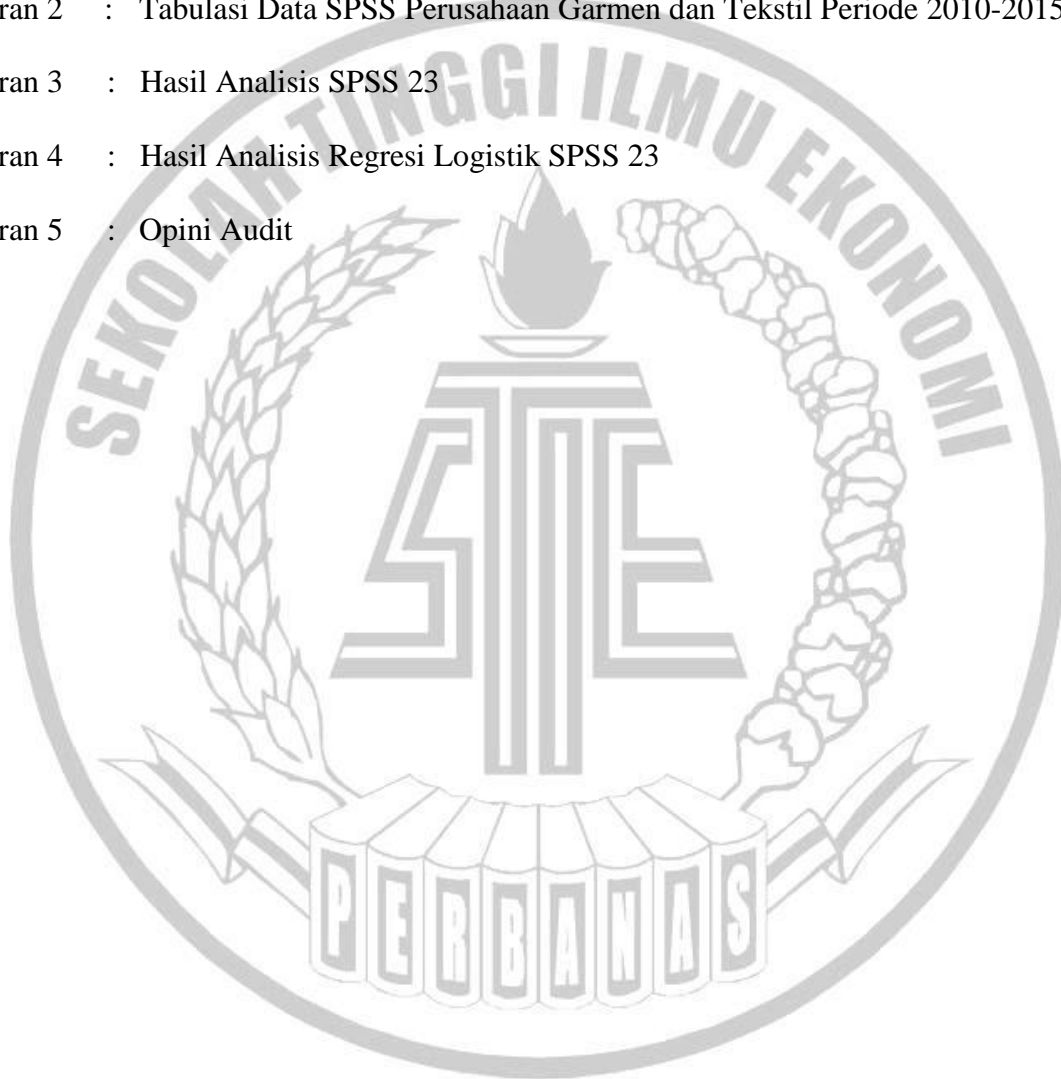 ran 2 : Tabulasi Data SPSS Perusahaan Garmen dan Tekstil Periode 2010-2015
ran 3 : Hasil Analisis SPSS 23
ran 4 : Hasil Analisis Regresi Logistik SPSS 23
ran 5 : Opini Audit
SEKOLAH TINGGI ILMU EKONOMI
STIE
PERBANAS